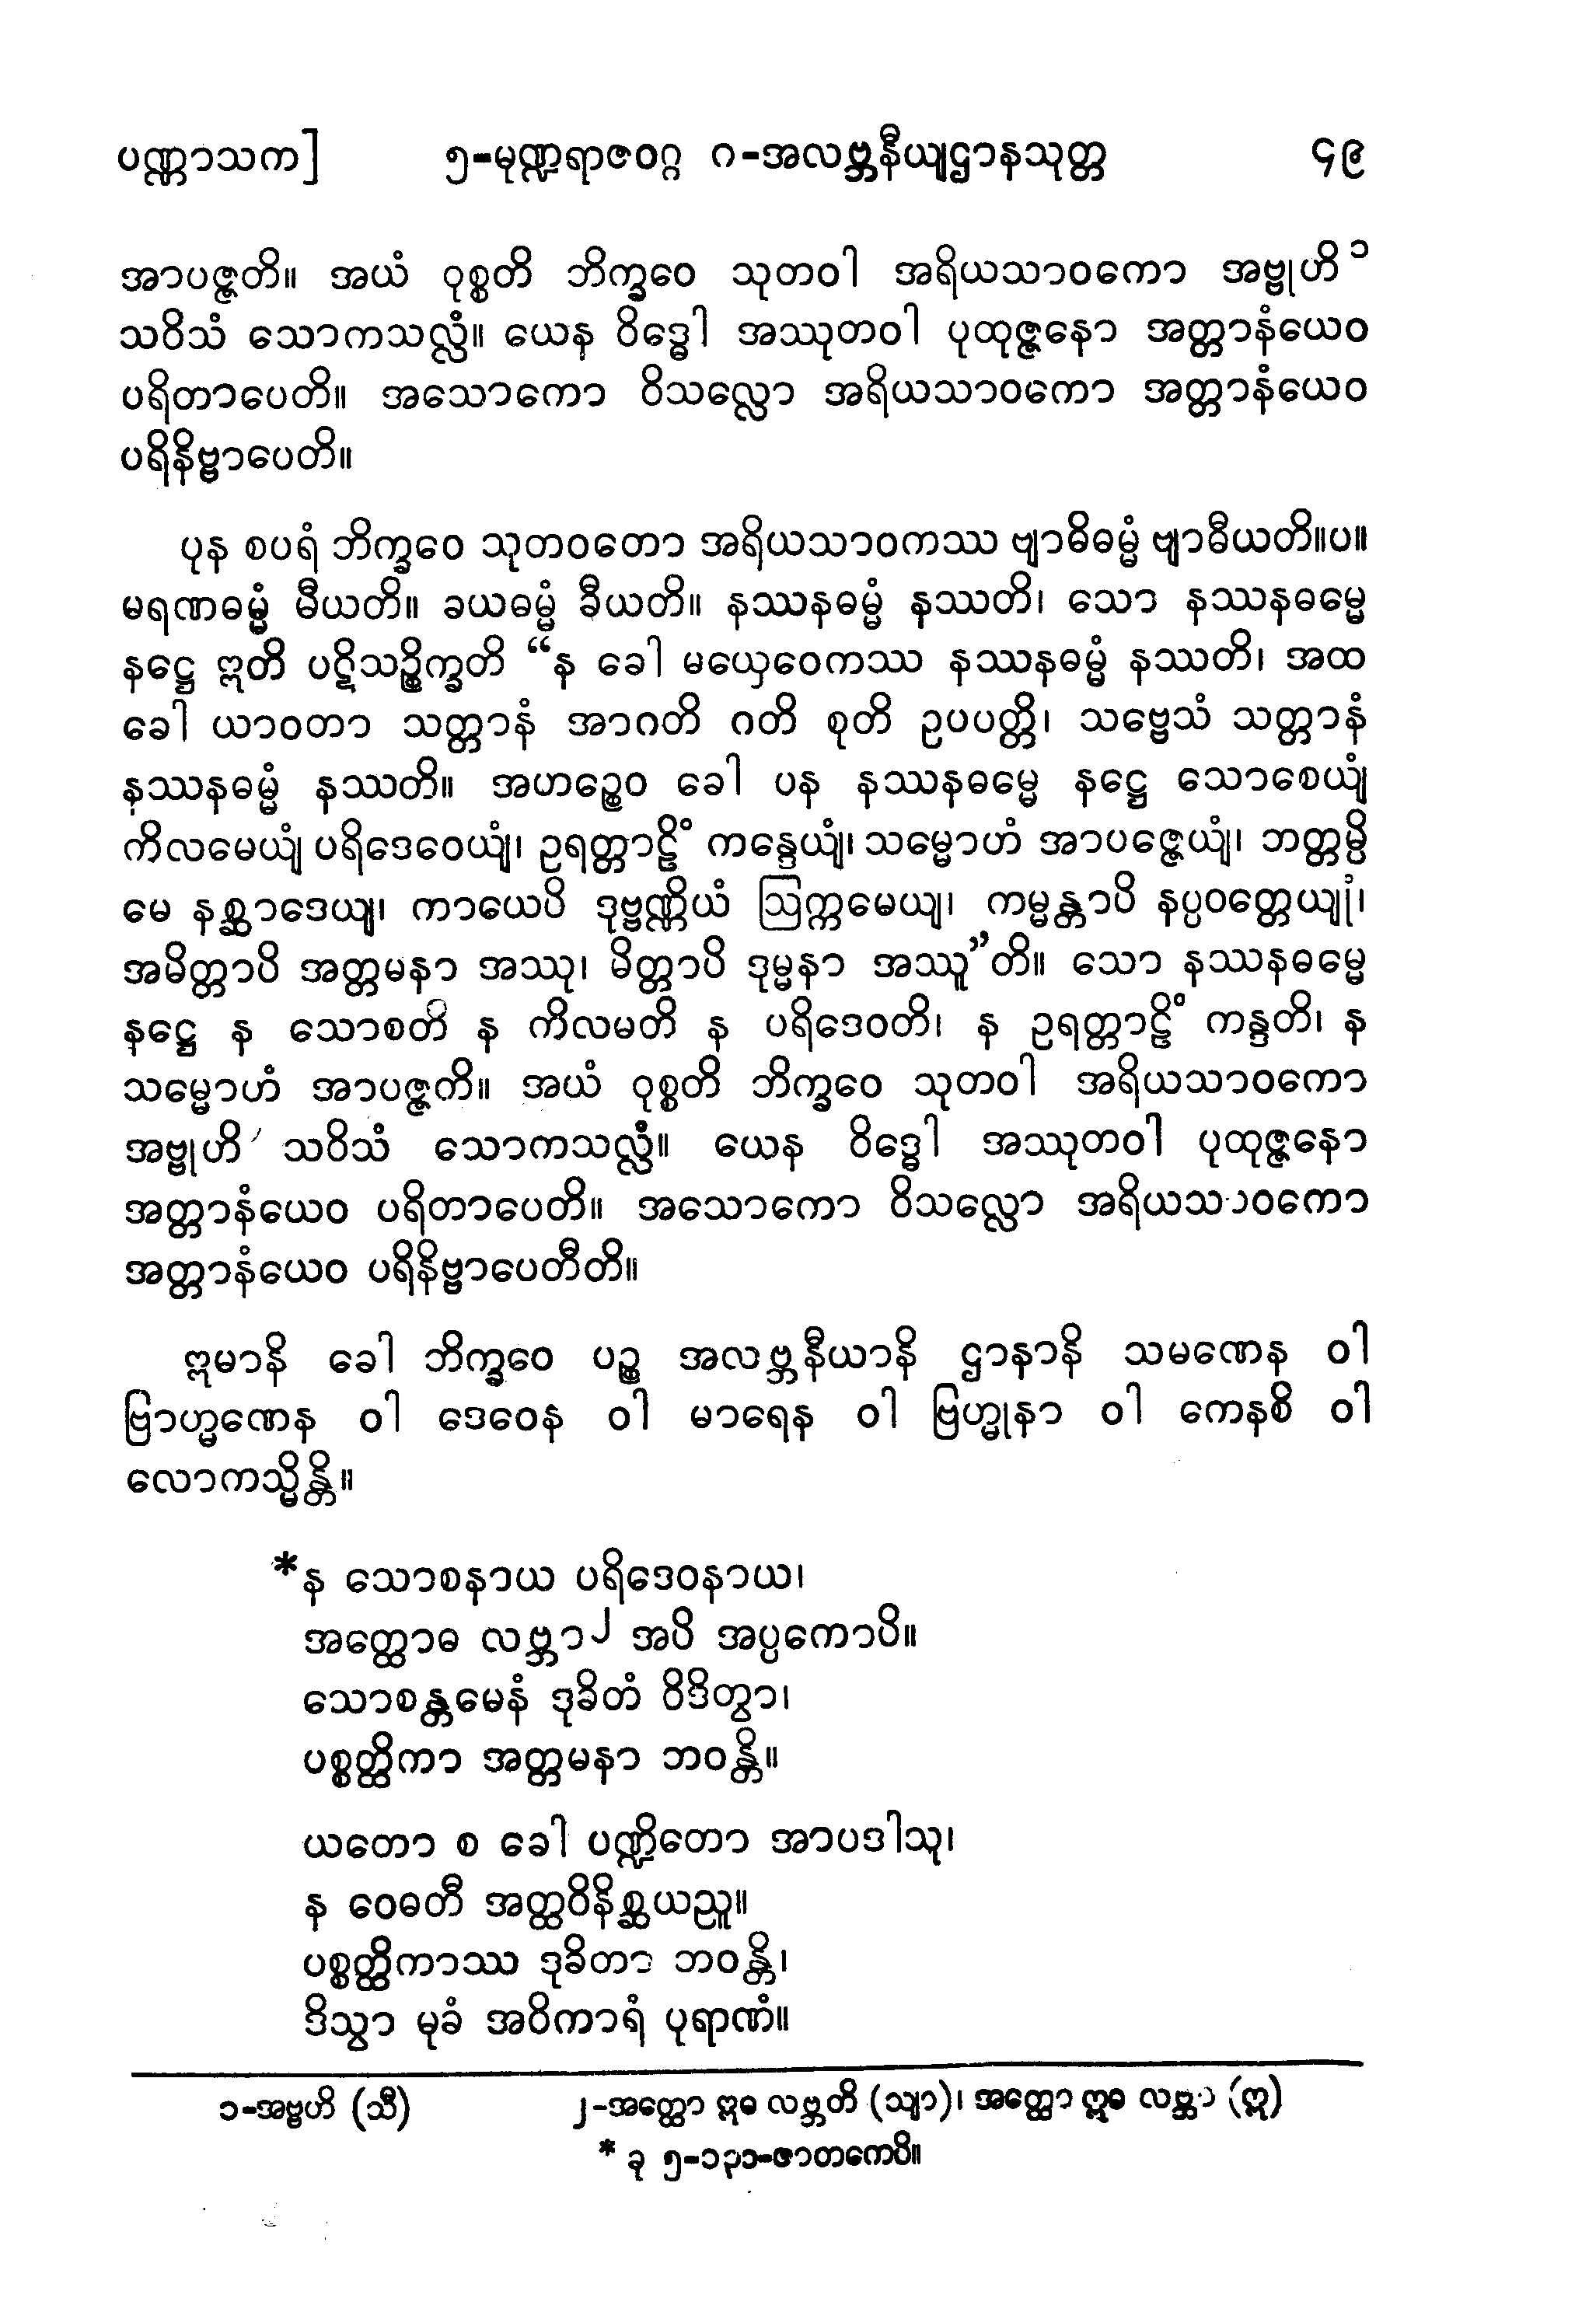 ပဏ္ဏာသက]	၅-မုဏ္ဍရာဇဝဂ္ဂ ဂ-အလဗ္ဘနီယျဌာနသုတ္တ	၄၉
အာပဇ္ဇတိ။ အယံ ဝုစ္စတိ ဘိက္ခဝေ သုတဝါ အရိယသာဝကော အဗ္ဗုဟိ ၁
သဝိသံ သောကသလ္လံ။ ယေန ဝိဒ္ဓေါ အဿုတဝါ ပုထုဇ္ဇနော အတ္တာနံယေဝ
ပရိတာပေတိ။ အသောကော ဝိသလ္လော အရိယသာဝကော အတ္တာနံယေဝ
ပရိနိဗ္ဗာပေတိ။
ပုန စပရံ ဘိက္ခဝေ သုတဝတော အရိယသာဝကဿ ဗျာဓိဓမ္မံ ဗျာဓီယတိ။ပ။
မရဏဓမ္မံ မီယတိ။ ခယဓမ္မံ ခီယတိ။ နဿနဓမ္မံ နဿတိ၊ သော နဿနဓမ္မေ
နဋ္ဌေ ဣတိ ပဋိသဉ္စိက္ခတိ “န ခေါ မယှေဝေကဿ နဿနဓမ္မံ နဿတိ၊ အထ
ခေါ ယာဝတာ သတ္တာနံ အာဂတိ ဂတိ စုတိ ဥပပတ္တိ၊ သဗ္ဗေသံ သတ္တာနံ
နဿနဓမ္မံ နဿတိ။ အဟဉ္စေဝ ခေါ ပန နဿနဓမ္မေ နဋ္ဌေ သောစေယျံ
ကိလမေယျံ ပရိဒေဝေယျံ၊ ဥရတ္တာဠိံ ကန္ဒေယျံ၊ သမ္မောဟံ အာပဇ္ဇေယျံ၊ ဘတ္တမ္ပိ
မေ နစ္ဆာဒေယျ၊ ကာယေပိ ဒုဗ္ဗဏ္ဏိယံ ဩက္ကမေယျ၊ ကမ္မန္တာပိ နပ္ပဝတ္တေယျုံ၊
အမိတ္တာပိ အတ္တမနာ အဿု၊ မိတ္တာပိ ဒုမ္မနာ အဿူ”တိ။ သော နဿနဓမ္မေ
နဋ္ဌေ န သောစတိ န ကိလမတိ န ပရိဒေဝတိ၊ န ဥရတ္တာဠိံ ကန္ဒတိ၊ န
သမ္မောဟံ အာပဇ္ဇကိ။ အယံ ဝုစ္စတိ ဘိက္ခဝေ သုတဝါ အရိယသာဝကော
အဗ္ဗုဟိ သဝိသံ သောကသလ္လံ။ ယေန ဝိဒ္ဓေါ အဿုတဝါ ပုထုဇ္ဇနော
အတ္တာနံယေဝ ပရိတာပေတိ။ အသောကော ဝိသလ္လော အရိယသာဝကော
အတ္တာနံယေဝ ပရိနိဗ္ဗာပေတီတိ။
ဣမာနိ ခေါ ဘိက္ခဝေ ပဉ္စ အလဗ္ဘနီယာနိ ဌာနာနိ သမဏေန ဝါ
ဗြာဟ္မဏေန ဝါ ဒေဝေန ဝါ မာရေန ဝါ ဗြဟ္မုနာ ဝါ ကေနစိ ဝါ
လောကသ္မိန္တိ။
*န သောစနာယ ပရိဒေဝနာယ၊
အတ္ထောဓ လဗ္ဘာ၂ အပိ အပ္ပကောပိ။
သောစန္တမေနံ ဒုခိတံ ဝိဒိတွာ၊
ပစ္စတ္ထိကာ အတ္တမနာ ဘဝန္တိ။
ယတော စ ခေါ ပဏ္ဍိတော အာပဒါသု၊
န ဝေဓတီ အတ္ထဝိနိစ္ဆယညူ။
ပစ္စတ္ထိကာဿ ဒုခိတာ ဘဝန္တိ၊
ဒိသွာ မုခံ အဝိကာရံ ပုရာဏံ။
၁-အဗ္ဗဟိ (သီ)	၂-အတ္ထော ဣဓ လဗ္ဘတိ (သျာ)၊ အတ္ထော ဣဓ လဗ္ဘာ (ဣ)
* ခု ၅-၁၃၁-ဇာတကေပိ။